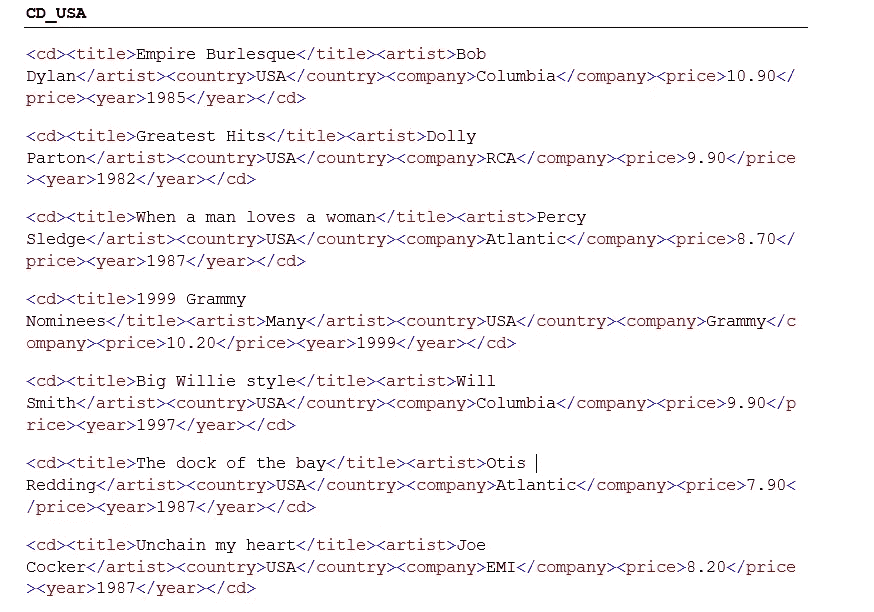 CD_USA
<cd><title>Empire Burlesque</title><artist>Bob
Dylan</artist><country>USA</country><company>Columbia</company><price>10.90</
price><year>1985</year></cd>
<cd><title>Greatest Hits</title><artist>Dolly
Parton</artist><country>USA</country><company>RCA</company><price>9.90</price
><year>1982</year></cd>
<cd><title>When a man loves a woman</title><artist>Percy
Sledge</artist><country>USA</country><company>Atlantic</company><price>8.70</
price><year>1987</year></cd>
<cd><title>1999 Grammy
Nominees</title><artist>Many</artist><country>USA</country><company>Grammy</c
ompany><price>10.20</price><year>1999</year></cd>
<cd><title>Big Willie style</title><artist>Will
Smith</artist><country>USA</country><company>Columbia</company><price>9.90</p
rice><year>1997</year></cd>
<cd><title>The dock of the bay</title><artist>Otis
Redding</artist><country>USA</country><company>Atlantic</company><price>7.90<
/price><year>1987</year></cd>
<cd><title>Unchain my heart</title><artist>Joe
Cocker</artist><country>USA</country><company>EMI</company><price>8.20</price
><year>1987</year></cd>